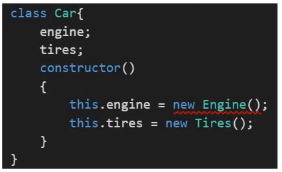 class Car{
    engine;
    tires;
    constructor()
    {
        this.engine = new Engine();
        this.tires = new Tires();
    }
}